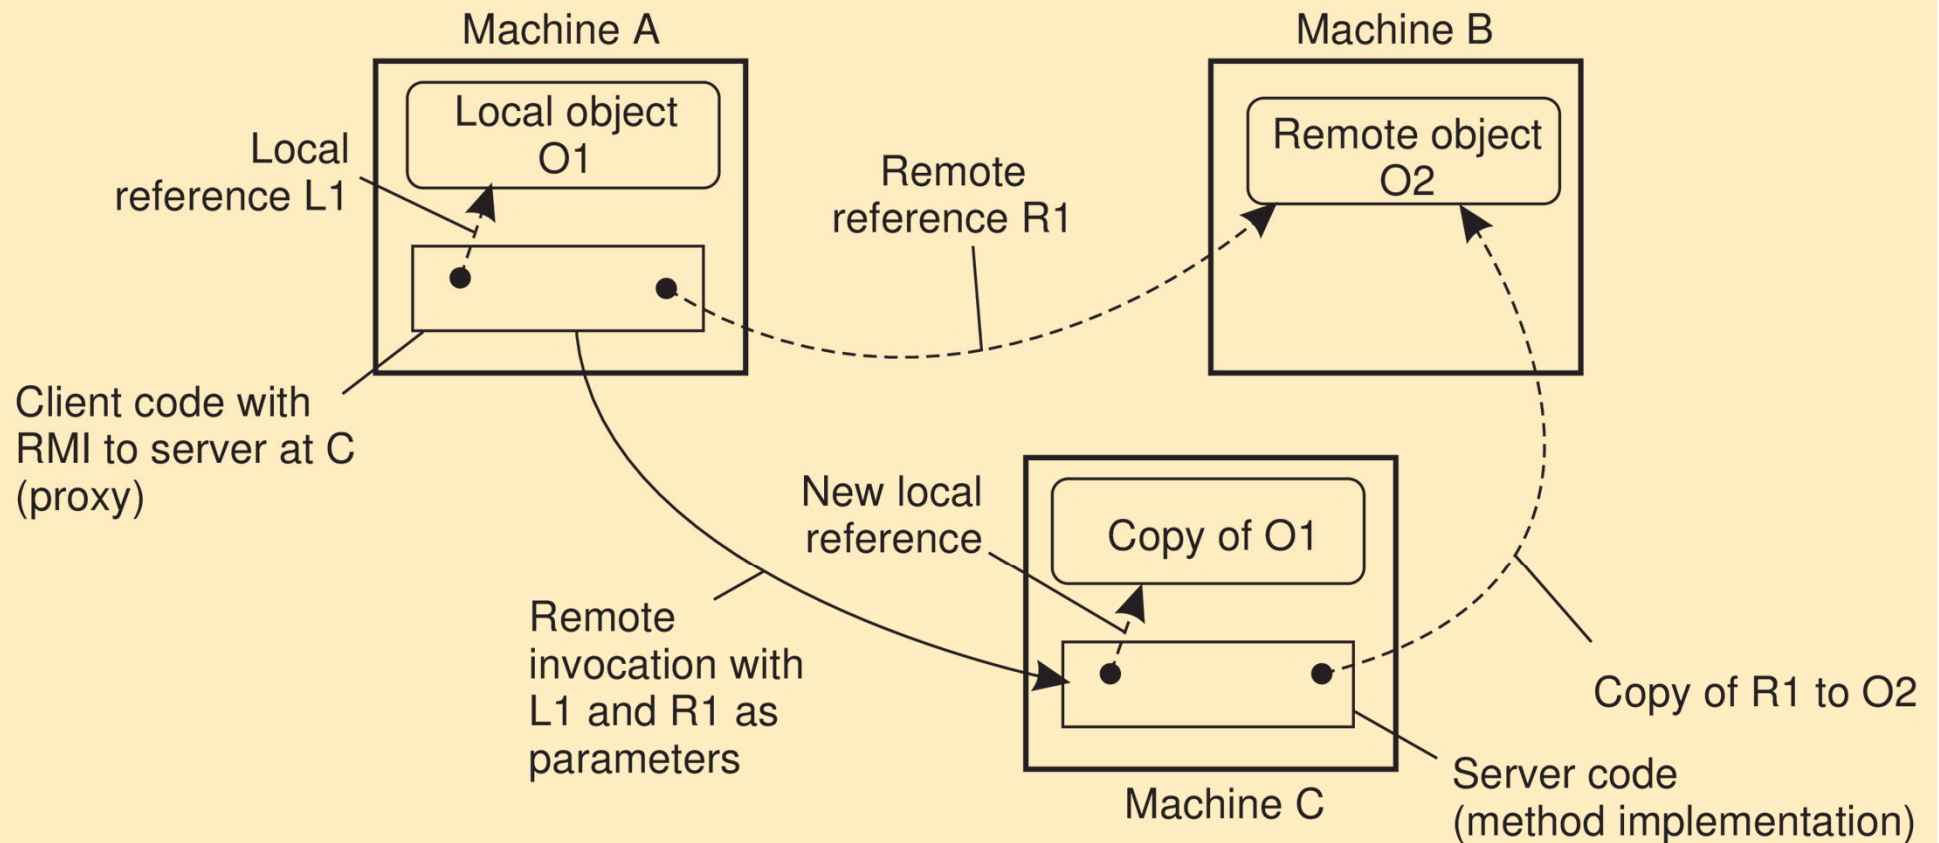 Machine A
Machine B
Local object
O1
Remote object
O2
Local
reference L1
Remote
reference R1
Client code with
RMI to server at C
(proxy)
New local
reference
Copy of O1
Remote
invocation with
L1 and R1 as
parameters
Copy of R1 to O2
Machine C
Server code
(method implementation)